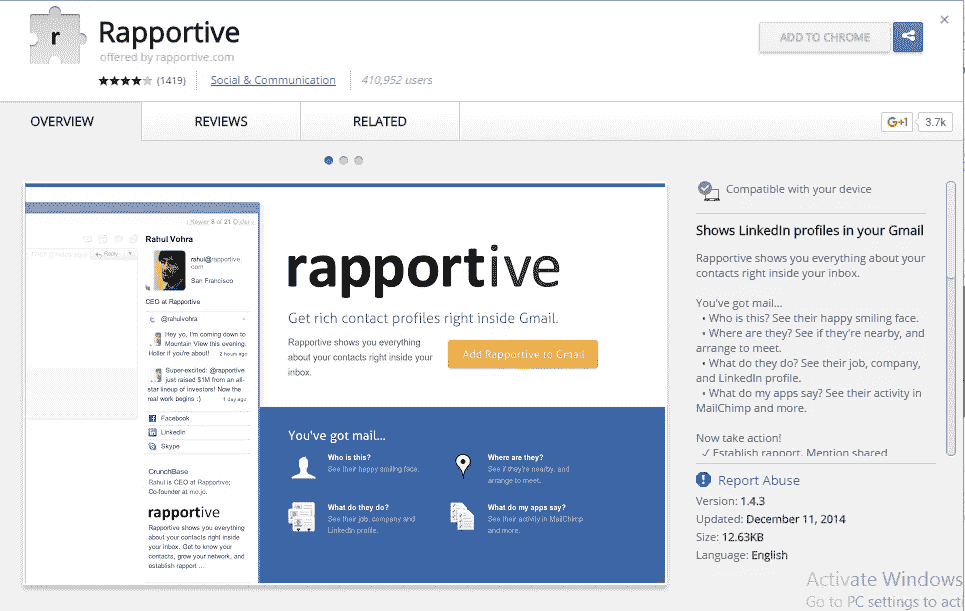 r
Rapportive
offered by rapportive.com
(1419)
Social & Communication
410,952 users
ADD TO CHROME
OVERVIEW
REVIEWS
RELATED
G+1
3.7k
Newer 8 of 21 Older
Reply
Rahul Vohra
rahul@rapportive.
com
San Francisco
CEO at Rapportive
@rahulvohra
Hey yo, I'm coming down to
Mountain View this evening.
Holler if you're about!
2 hours ago
Super-excited: @rapportive
just raised $1M from an all-
star lineup of investors! Now the
real work begins :)
1 day ago
Facebook
LinkedIn
Skype
CrunchBase
Rahul is CEO at Rapportive;
Co-founder at mo.jo.
rapportive
Rapportive shows you everything
about your contacts right inside
your inbox. Get to know your
contacts, grow your network, and
establish rapport ...
rapportive
Get rich contact profiles right inside Gmail.
Rapportive shows you everything
about your contacts right inside your
inbox.
Add Rapportive to Gmail
You've got mail...
Who is this?
See their happy smiling face.
Where are they?
See if they're nearby, and
arrange to meet.
What do they do?
See their job, company and
LinkedIn profile.
What do my apps say?
See their activity in MailChimp
and more.
Compatible with your device
Shows LinkedIn profiles in your Gmail
Rapportive shows you everything about your
contacts right inside your inbox.
You've got mail...
• Who is this? See their happy smiling face.
• Where are they? See if they're nearby, and
arrange to meet.
• What do they do? See their job, company,
and LinkedIn profile.
• What do my apps say? See their activity in
MailChimp and more.
Now take action!
✓ Establish rapport. Mention shared
Report Abuse
Version: 1.4.3
Updated: December 11, 2014
Size: 12.63KB
Language: English
Activate Windows
Go to PC settings to acti